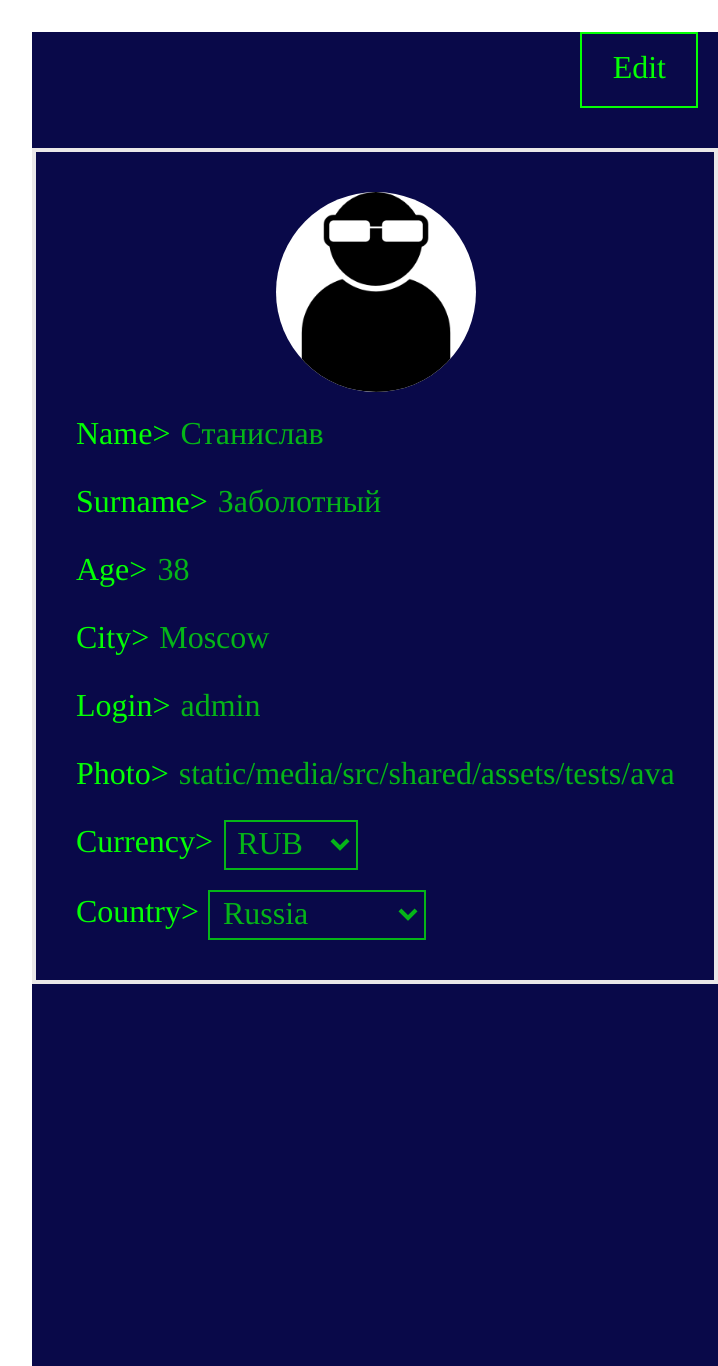 Edit
Name> Станислав
Surname> Заболотный
Age> 38
City> Moscow
Login> admin
Photo> static/media/src/shared/assets/tests/ava
Currency> RUB
Country> Russia